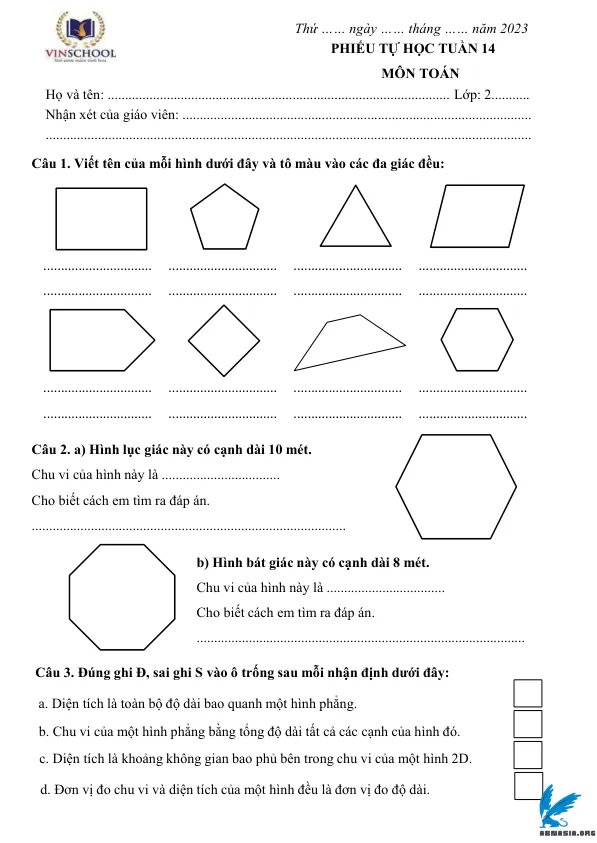 VINSCHOOL
Thứ …… ngày …… tháng …… năm 2023
PHIẾU TỰ HỌC TUẦN 14
MÔN TOÁN
Họ và tên: .................................................................................................. Lớp: 2...........
Nhận xét của giáo viên: ....................................................................................................
...........................................................................................................................................
Câu 1. Viết tên của mỗi hình dưới đây và tô màu vào các đa giác đều:
............................... ............................... ............................... ...............................
............................... ............................... ............................... ...............................
............................... ............................... ............................... ...............................
............................... ............................... ............................... ...............................
Câu 2. a) Hình lục giác này có cạnh dài 10 mét.
Chu vi của hình này là ..................................
Cho biết cách em tìm ra đáp án.
..........................................................................................
b) Hình bát giác này có cạnh dài 8 mét.
Chu vi của hình này là ..................................
Cho biết cách em tìm ra đáp án.
..............................................................................................
Câu 3. Đúng ghi Đ, sai ghi S vào ô trống sau mỗi nhận định dưới đây:
a. Diện tích là toàn bộ độ dài bao quanh một hình phẳng.
b. Chu vi của một hình phẳng bằng tổng độ dài tất cả các cạnh của hình đó.
c. Diện tích là khoảng không gian bao phủ bên trong chu vi của một hình 2D.
d. Đơn vị đo chu vi và diện tích của một hình đều là đơn vị đo độ dài.
ABMASIA.ORG